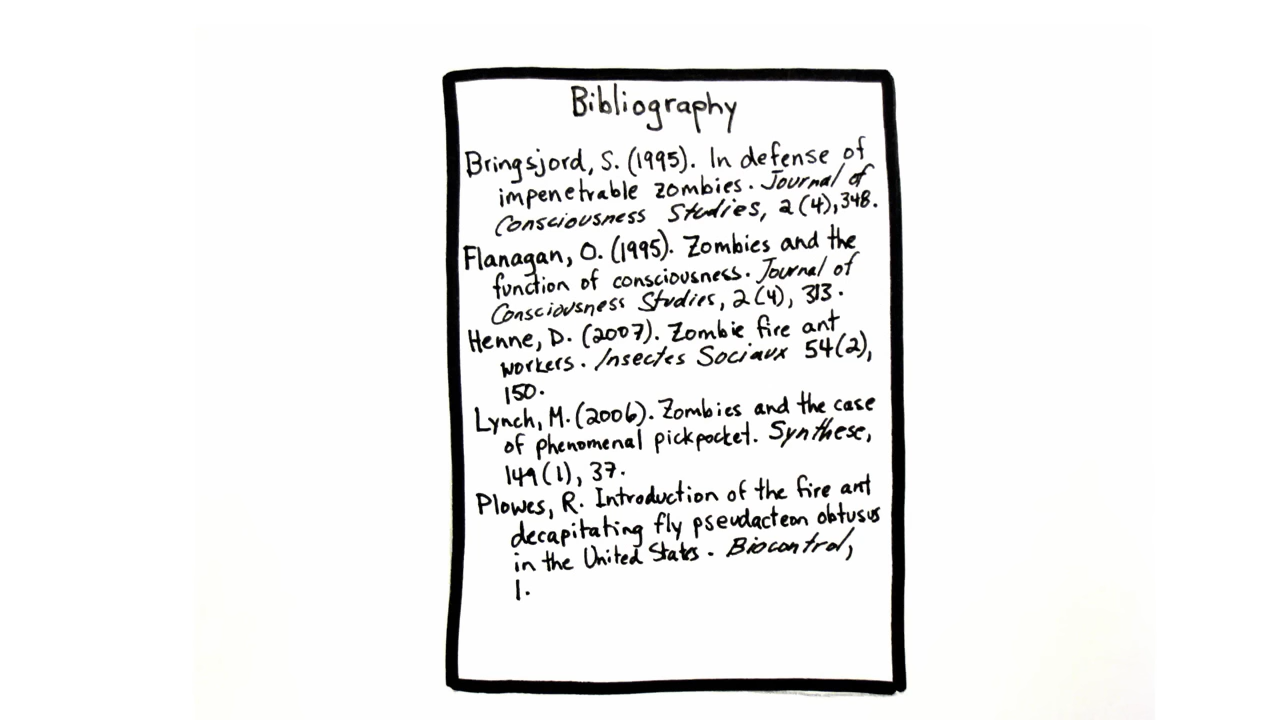 Bibliography
Bringsjord, S. (1995). In defense of
impenetrable zombies. Journal of
Consciousness Studies, 2(4), 348.
Flanagan, O. (1995). Zombies and the
function of consciousness. Journal of
Consciousness Studies, 2(4), 313.
Henne, D. (2007). Zombie fire ant
workers. Insectes Sociaux 54(2),
150.
Lynch, M. (2006). Zombies and the case
of phenomenal pickpocket. Synthese,
149(1), 37.
Plowes, R. Introduction of the fire ant
decapitating fly pseudacteon obtusus
in the United States. Biocontrol,
1.